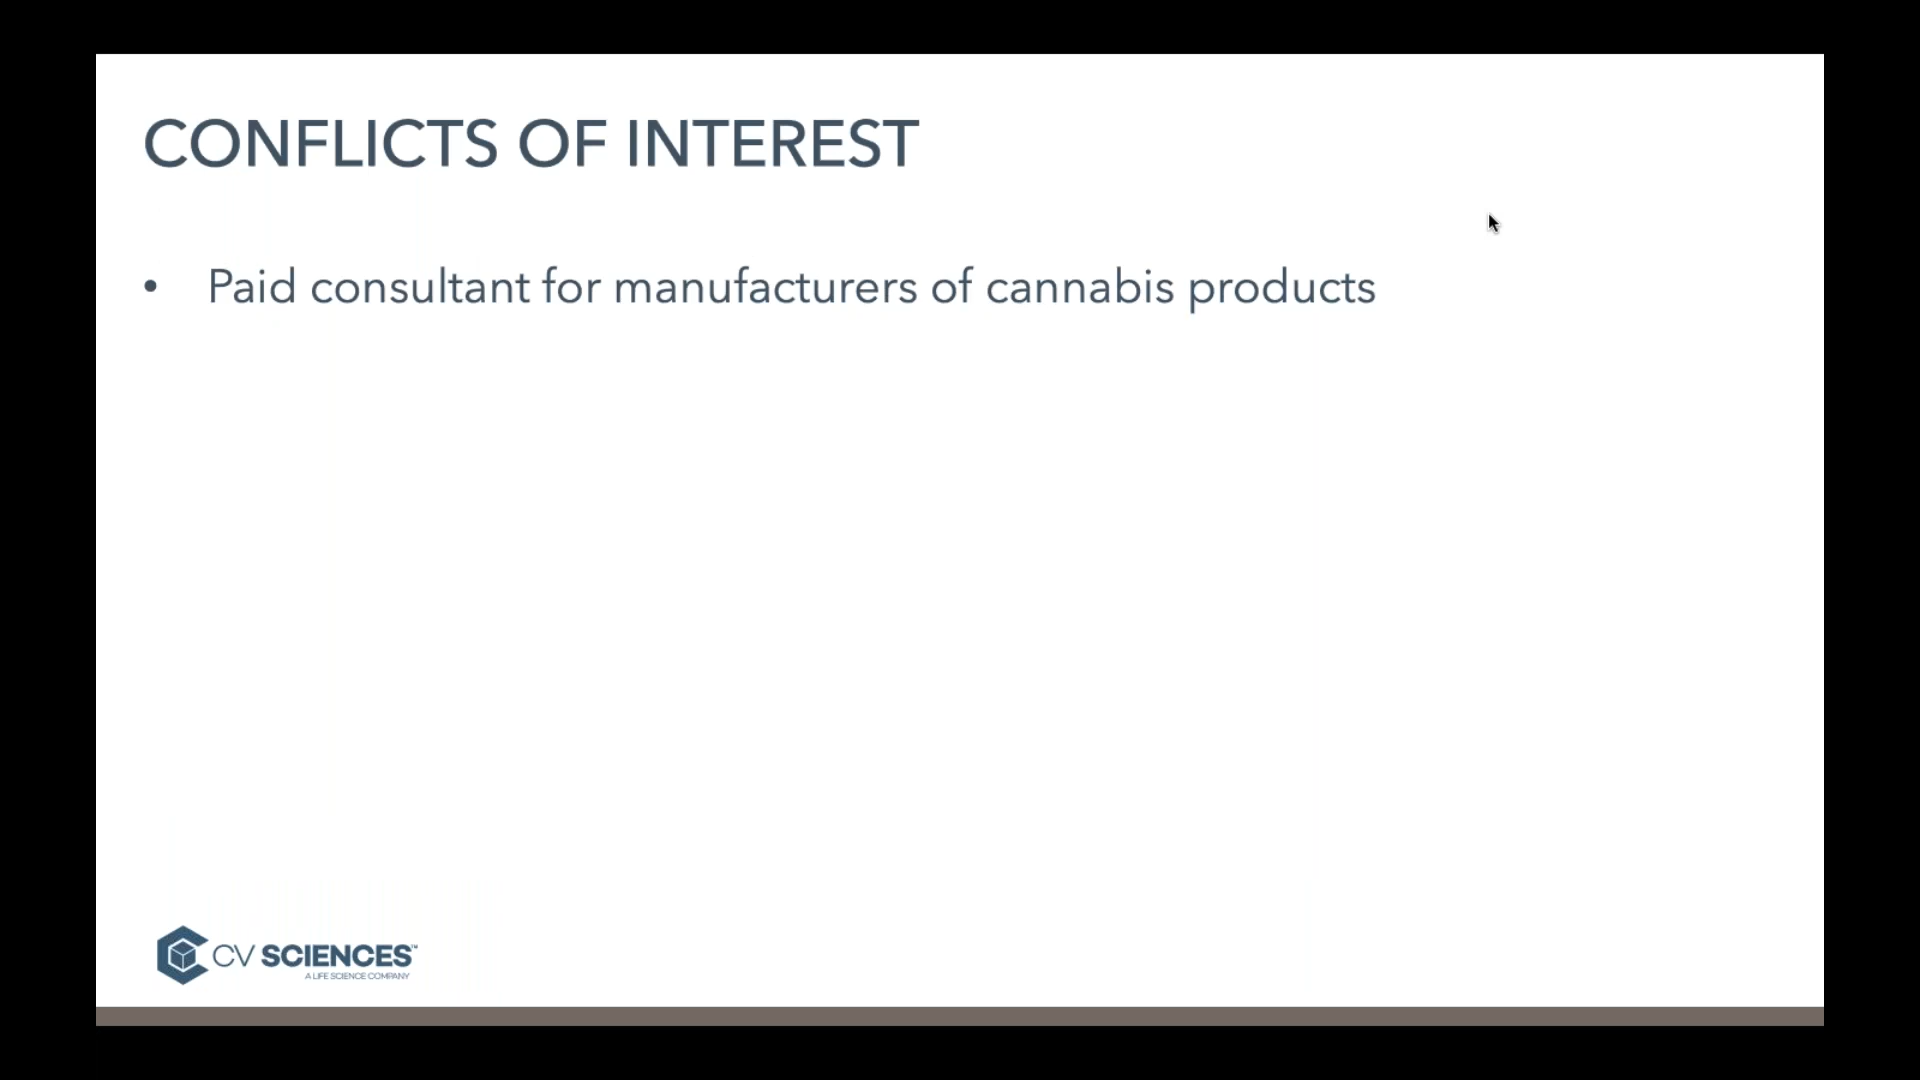 CONFLICTS OF INTEREST
• Paid consultant for manufacturers of cannabis products
CV SCIENCES™
A LIFE SCIENCE COMPANY